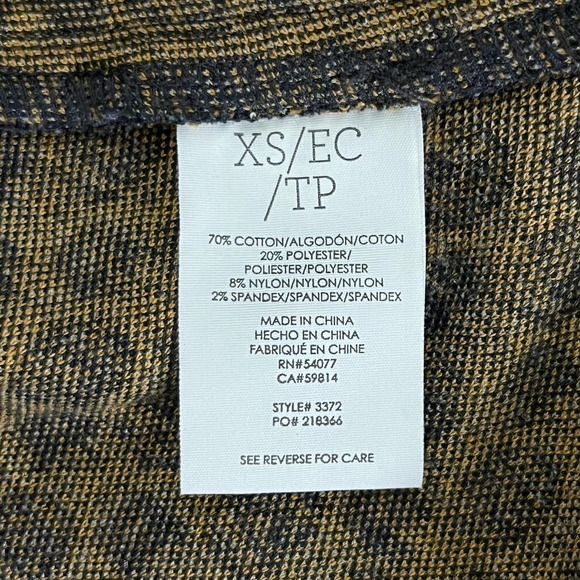 XS/EC
/TP
70% COTTON/ALGODÓN/COTON
20% POLYESTER/
POLIESTER/POLYESTER
8% NYLON/NYLON/NYLON
2% SPANDEX/SPANDEX/SPANDEX
MADE IN CHINA
HECHO EN CHINA
FABRIQUÉ EN CHINE
RN#54077
CA#59814
STYLE# 3372
PO# 218366
SEE REVERSE FOR CARE